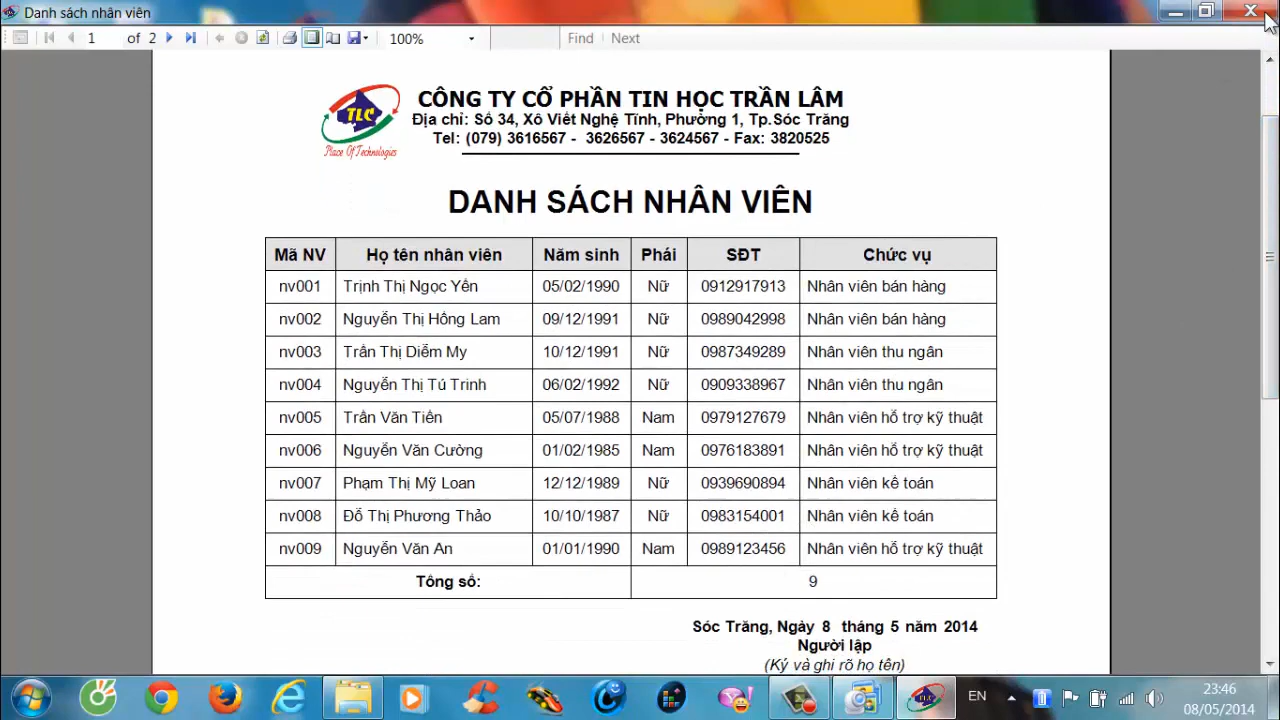 Danh sách nhân viên
1 of 2 100% Find Next
TLC
Place Of Technologies
CÔNG TY CỔ PHẦN TIN HỌC TRẦN LÂM
Địa chỉ: Số 34, Xô Viết Nghệ Tĩnh, Phường 1, Tp.Sóc Trăng
Tel: (079) 3616567 - 3626567 - 3624567 - Fax: 3820525
DANH SÁCH NHÂN VIÊN
Mã NV Họ tên nhân viên Năm sinh Phái SĐT Chức vụ
nv001 Trịnh Thị Ngọc Yến 05/02/1990 Nữ 0912917913 Nhân viên bán hàng
nv002 Nguyễn Thị Hồng Lam 09/12/1991 Nữ 0989042998 Nhân viên bán hàng
nv003 Trần Thị Diễm My 10/12/1991 Nữ 0987349289 Nhân viên thu ngân
nv004 Nguyễn Thị Tú Trinh 06/02/1992 Nữ 0909338967 Nhân viên thu ngân
nv005 Trần Văn Tiến 05/07/1988 Nam 0979127679 Nhân viên hỗ trợ kỹ thuật
nv006 Nguyễn Văn Cường 01/02/1985 Nam 0976183891 Nhân viên hỗ trợ kỹ thuật
nv007 Phạm Thị Mỹ Loan 12/12/1989 Nữ 0939690894 Nhân viên kế toán
nv008 Đỗ Thị Phương Thảo 10/10/1987 Nữ 0983154001 Nhân viên kế toán
nv009 Nguyễn Văn An 01/01/1990 Nam 0989123456 Nhân viên hỗ trợ kỹ thuật
Tổng số: 9
Sóc Trăng, Ngày 8 tháng 5 năm 2014
Người lập
(Ký và ghi rõ họ tên)
EN 23:46
08/05/2014